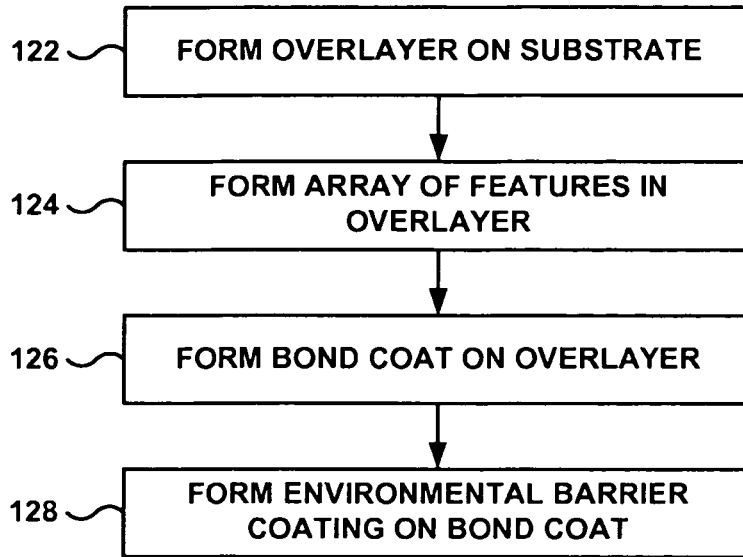 122 FORM OVERLAYER ON SUBSTRATE
124 FORM ARRAY OF FEATURES IN
OVERLAYER
126 FORM BOND COAT ON OVERLAYER
128 FORM ENVIRONMENTAL BARRIER
COATING ON BOND COAT